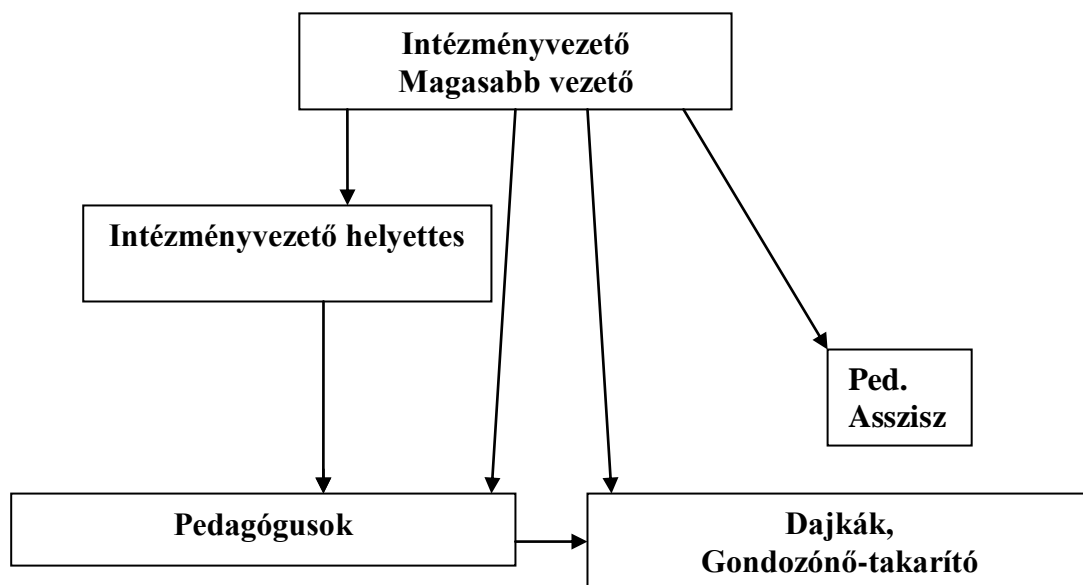 Intézményvezető
Magasabb vezető
Intézményvezető helyettes
Ped.
Asszisz
Pedagógusok
Dajkák,
Gondozónő-takarító